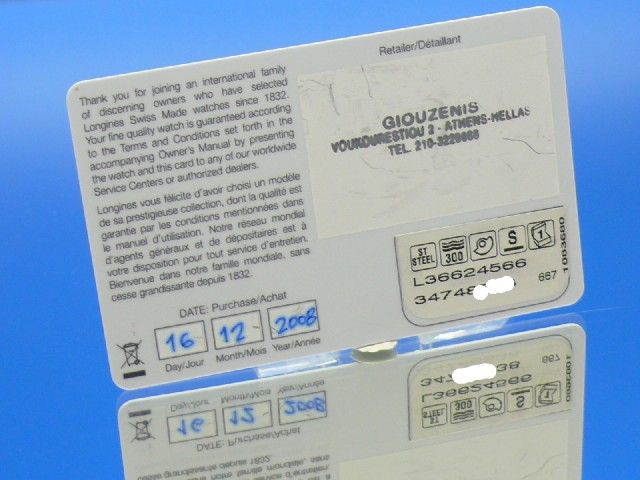 Thank you for joining an international family
of discerning owners who have selected
Longines Swiss Made watches since 1832.
Your fine quality watch is guaranteed according
to the Terms and Conditions set forth in the
accompanying Owner's Manual by presenting
the watch and this card to any of our worldwide
Service Centers or authorized dealers.
Longines vous félicite d'avoir choisi un modèle
de sa prestigieuse collection, dont la qualité est
garantie par les conditions mentionnées dans
le manuel d'utilisation. Notre réseau mondial
d'agents généraux et de dépositaires est à
votre disposition pour tout service d'entretien.
Bienvenue dans notre famille mondiale, sans
cesse grandissante depuis 1832.
DATE: Purchase/Achat
16 12 2008
Day/Jour Month/Mois Year/Année
Retailer/Détaillant
GIOUZENIS
VOUKOURESTIOU 2 - ATHENS-HELLAS
TEL. 210-
ST STEEL 300 S 1
L36624566
34748
667
1083680